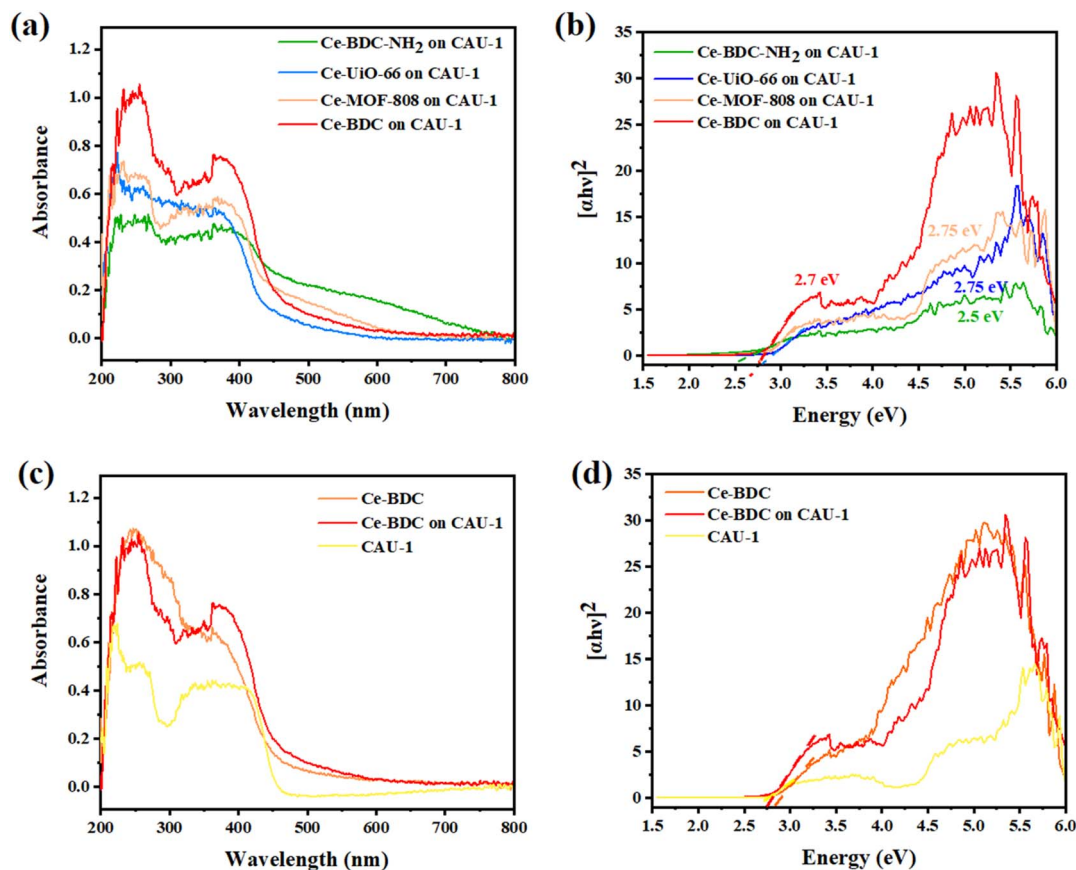 (a)
Ce-BDC-NH2 on CAU-1
Ce-UiO-66 on CAU-1
Ce-MOF-808 on CAU-1
Ce-BDC on CAU-1
1.2
1.0
0.8
0.6
0.4
0.2
0.0
Absorbance
200 300 400 500 600 700 800
Wavelength (nm)
(b)
Ce-BDC-NH2 on CAU-1
Ce-UiO-66 on CAU-1
Ce-MOF-808 on CAU-1
Ce-BDC on CAU-1
35
30
25
20
15
10
5
0
[αhν]2
2.75 eV
2.7 eV
2.75 eV
2.5 eV
1.5 2.0 2.5 3.0 3.5 4.0 4.5 5.0 5.5 6.0
Energy (eV)
(c)
Ce-BDC
Ce-BDC on CAU-1
CAU-1
1.2
1.0
0.8
0.6
0.4
0.2
0.0
Absorbance
200 300 400 500 600 700 800
Wavelength (nm)
(d)
Ce-BDC
Ce-BDC on CAU-1
CAU-1
35
30
25
20
15
10
5
0
[αhν]2
1.5 2.0 2.5 3.0 3.5 4.0 4.5 5.0 5.5 6.0
Energy (eV)